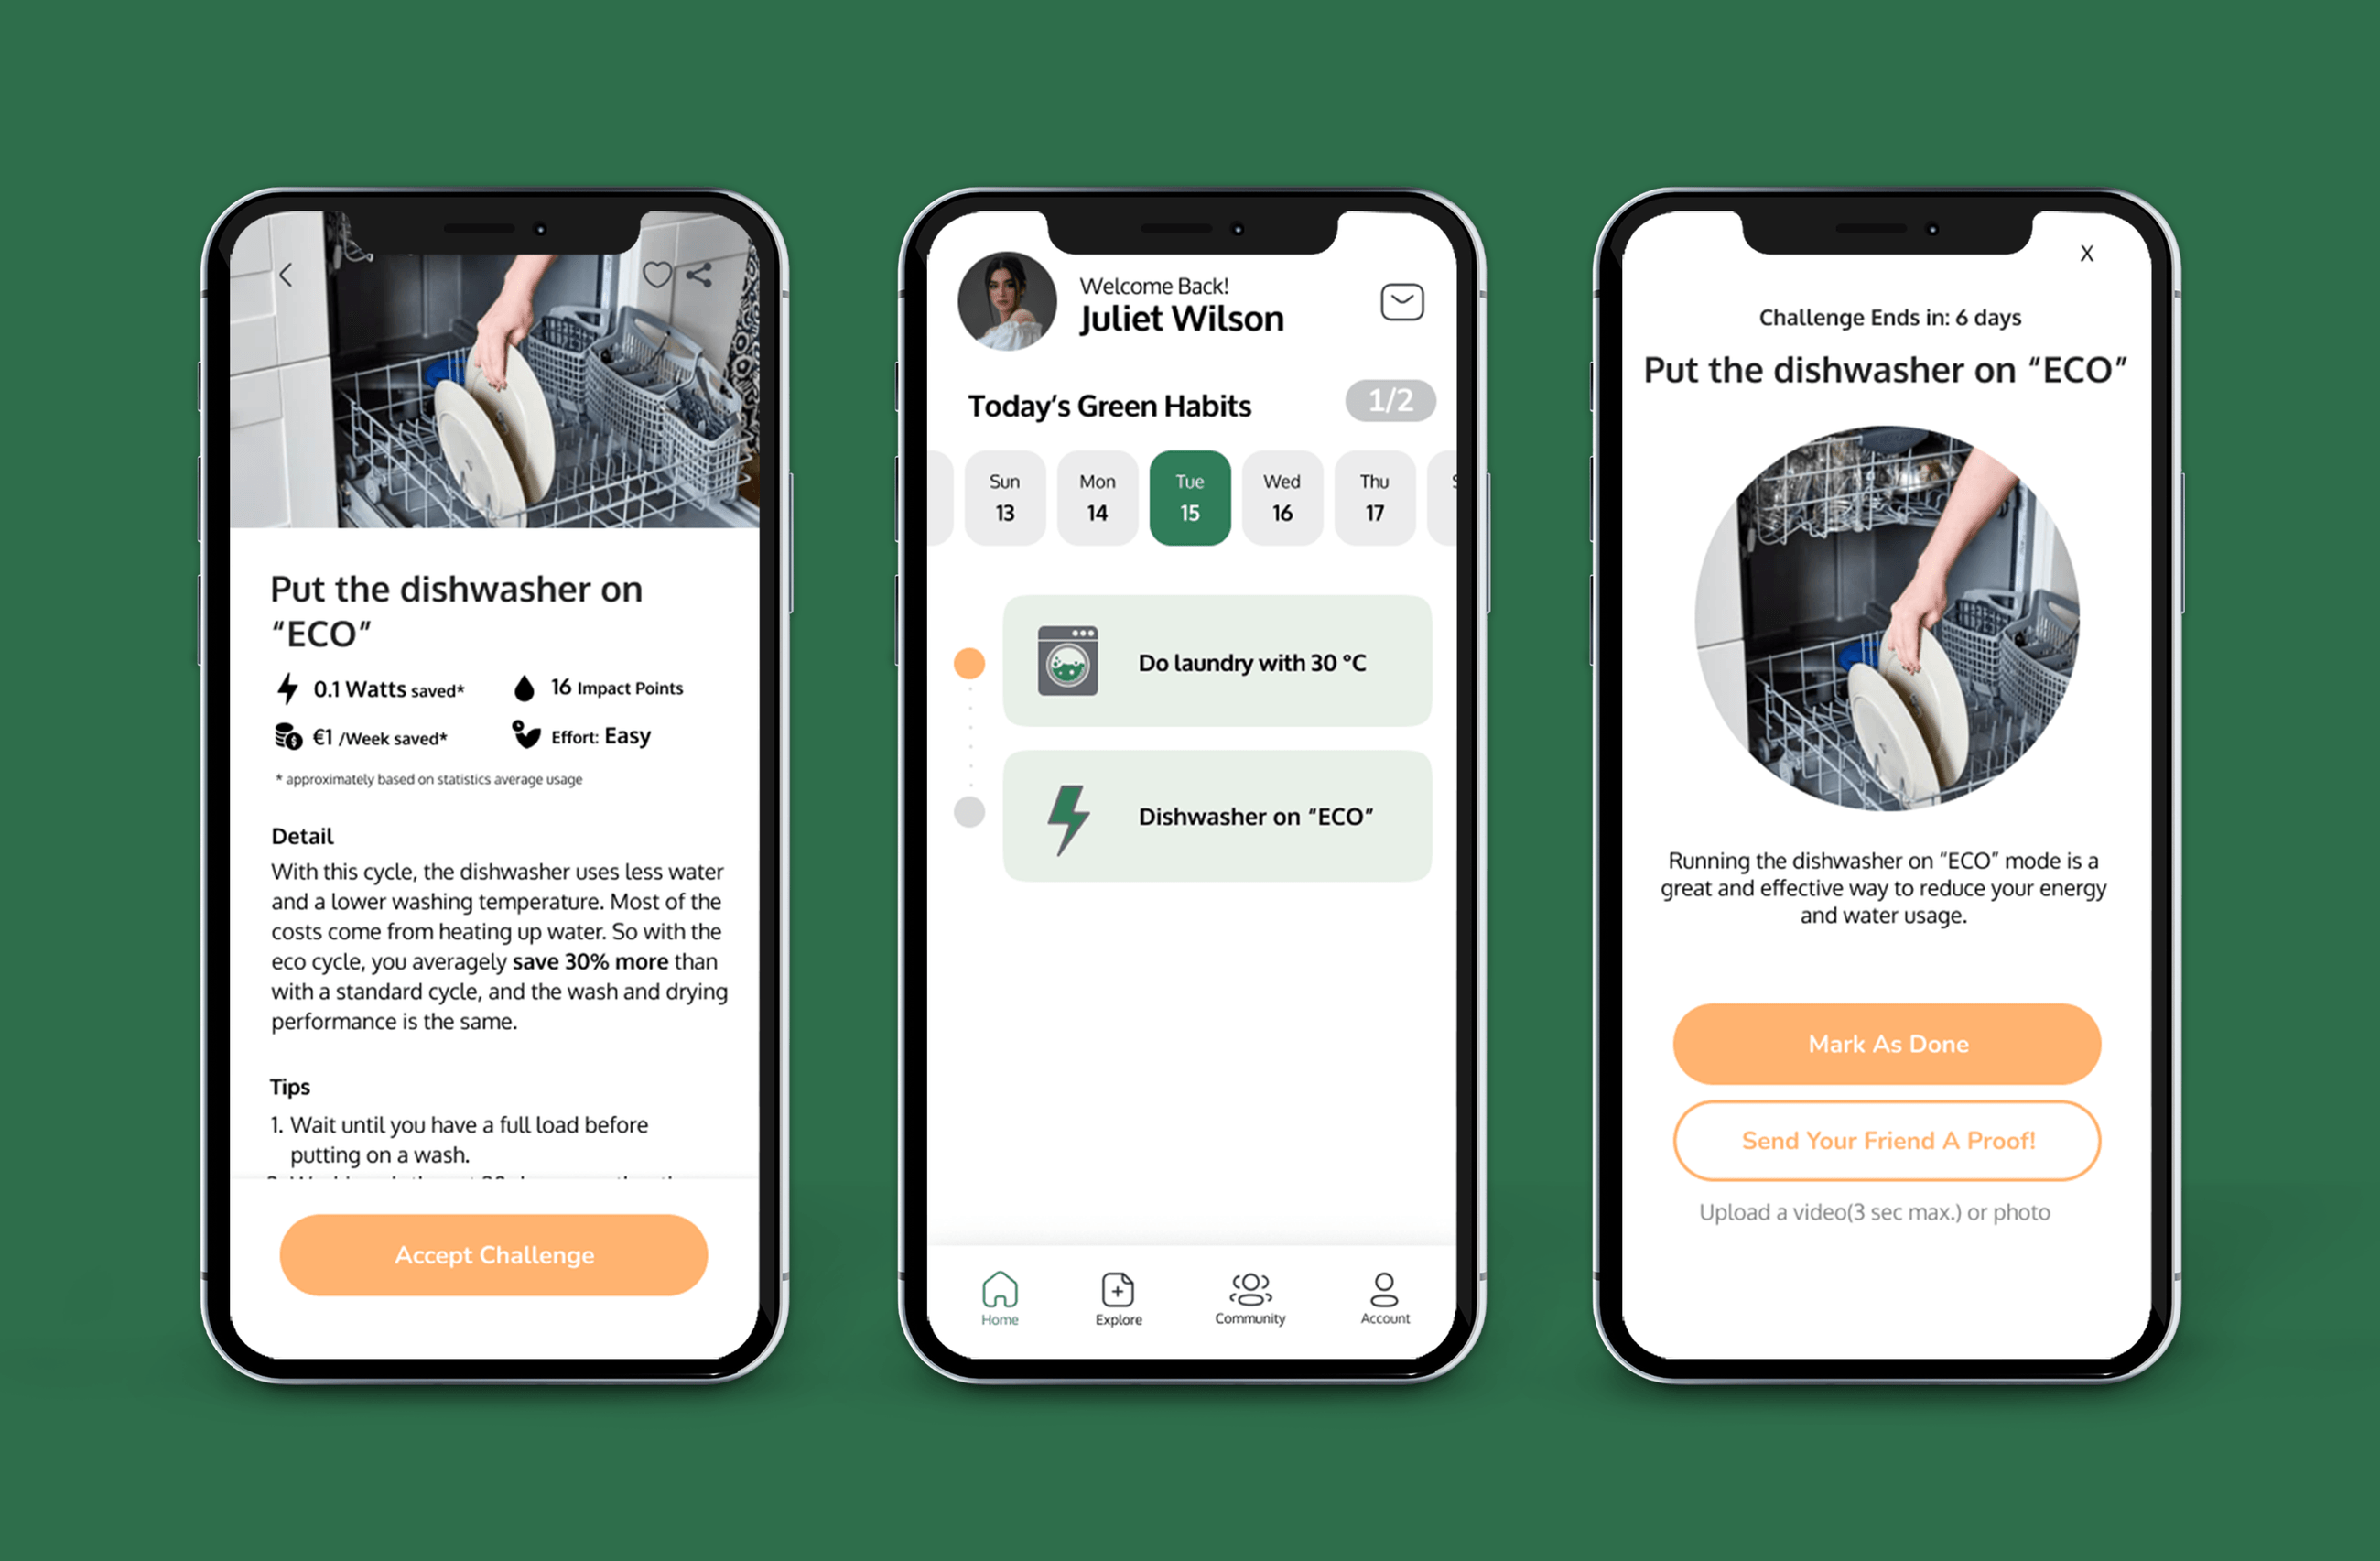 Put the dishwasher on
“ECO”
0.1 Watts saved*
16 Impact Points
€1 /Week saved*
Effort: Easy
* approximately based on statistics average usage
Detail
With this cycle, the dishwasher uses less water
and a lower washing temperature. Most of the
costs come from heating up water. So with the
eco cycle, you averagely save 30% more than
with a standard cycle, and the wash and drying
performance is the same.
Tips
1. Wait until you have a full load before
putting on a wash.
Accept Challenge
Welcome Back!
Juliet Wilson
Today’s Green Habits
1/2
Sun
13
Mon
14
Tue
15
Wed
16
Thu
17
Do laundry with 30 °C
Dishwasher on “ECO”
Home
Explore
Community
Account
X
Challenge Ends in: 6 days
Put the dishwasher on “ECO”
Running the dishwasher on “ECO” mode is a
great and effective way to reduce your energy
and water usage.
Mark As Done
Send Your Friend A Proof!
Upload a video(3 sec max.) or photo